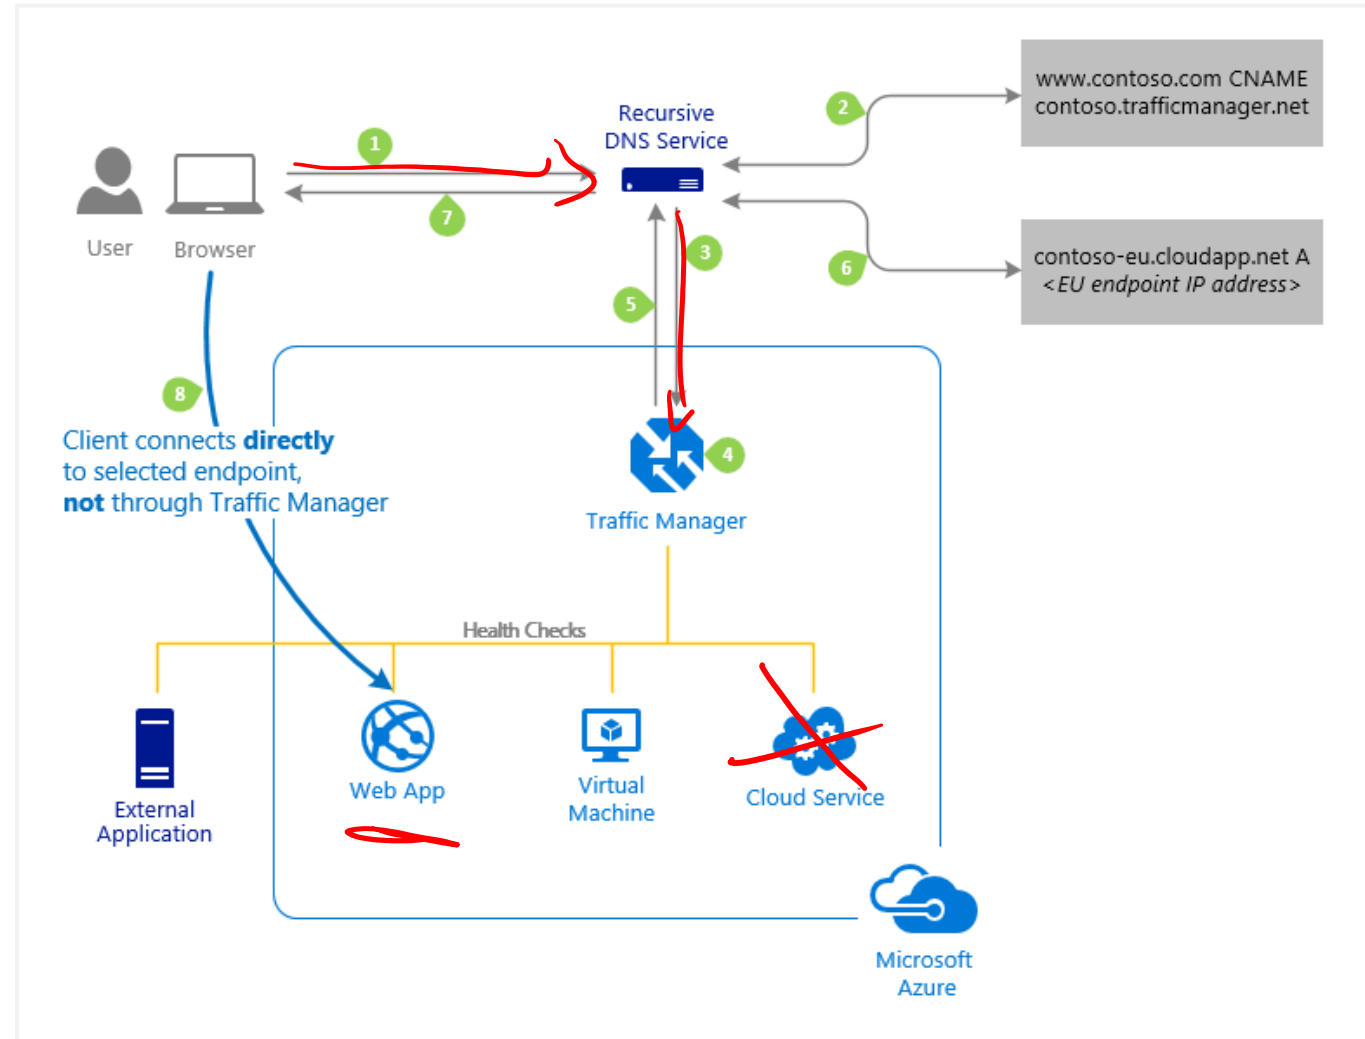 www.contoso.com CNAME
contoso.trafficmanager.net
Recursive
DNS Service
1
2
7
3
6
5
User
Browser
contoso-eu.cloudapp.net A
<EU endpoint IP address>
8
Client connects directly
to selected endpoint,
not through Traffic Manager
4
Traffic Manager
Health Checks
External
Application
Web App
Virtual
Machine
Cloud Service
Microsoft
Azure